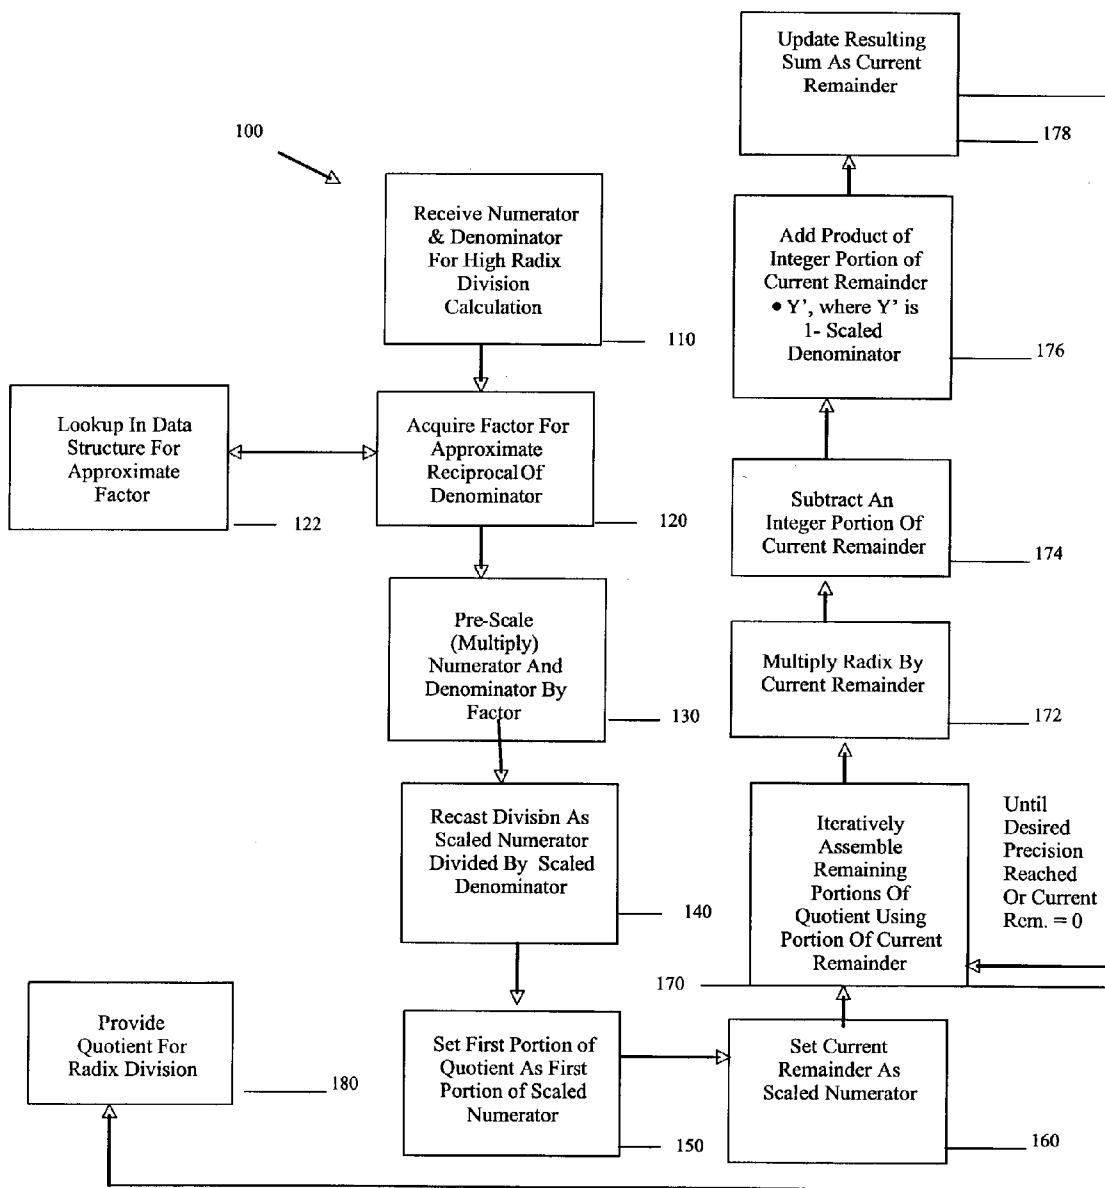 100
Receive Numerator
& Denominator
For High Radix
Division
Calculation
110
Lookup In Data
Structure For
Approximate
Factor
122
Acquire Factor For
Approximate
Reciprocal Of
Denominator
120
Pre-Scale
(Multiply)
Numerator And
Denominator By
Factor
130
Recast Division As
Scaled Numerator
Divided By Scaled
Denominator
140
Set First Portion of
Quotient As First
Portion of Scaled
Numerator
150
Set Current
Remainder As
Scaled Numerator
160
Iteratively
Assemble
Remaining
Portions Of
Quotient Using
Portion Of Current
Remainder
170
Until
Desired
Precision
Reached
Or Current
Rem. = 0
Multiply Radix By
Current Remainder
172
Subtract An
Integer Portion Of
Current Remainder
174
Add Product of
Integer Portion of
Current Remainder
• Y', where Y' is
1- Scaled
Denominator
176
Update Resulting
Sum As Current
Remainder
178
Provide
Quotient For
Radix Division
180